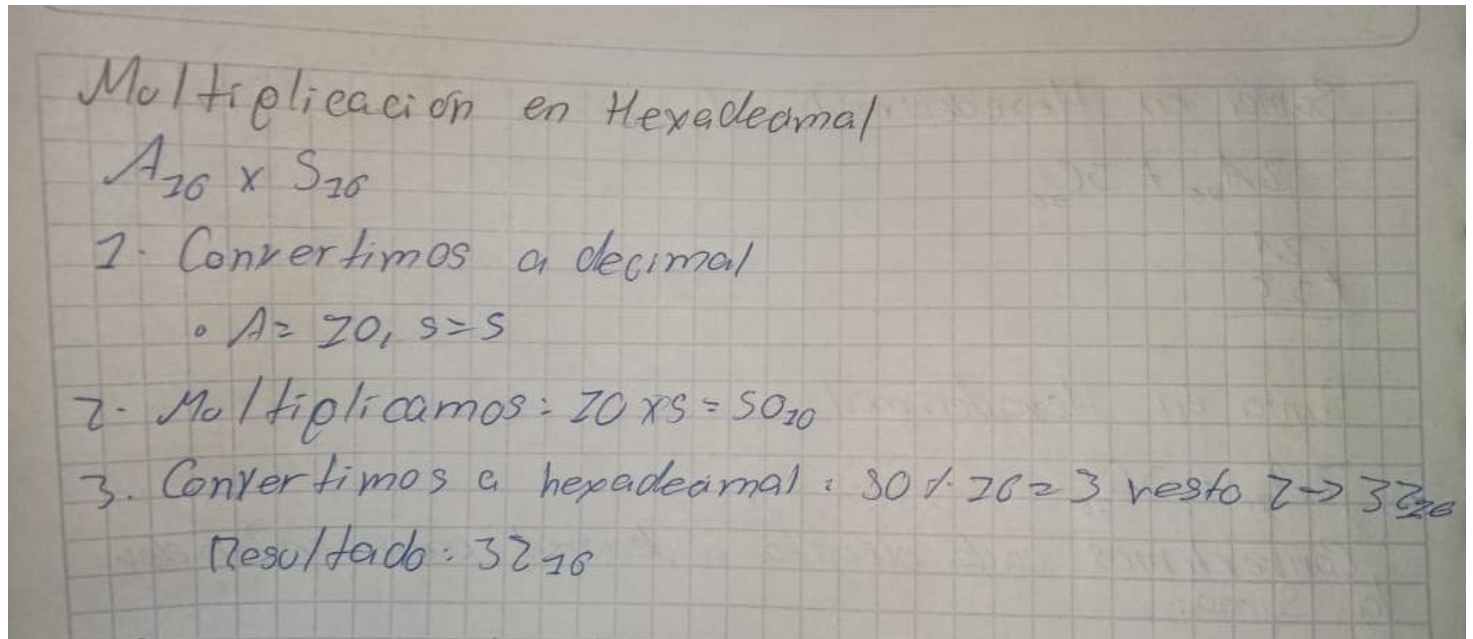 Multiplicación en Hexadecimal
A₁₆ x 5₁₆
1. Convertimos a decimal
• A = 10, 5 = 5
2. Multiplicamos: 10 x 5 = 50₁₀
3. Convertimos a hexadecimal: 50 ÷ 16 = 3 resto 2 -> 32₁₆
Resultado: 32₁₆